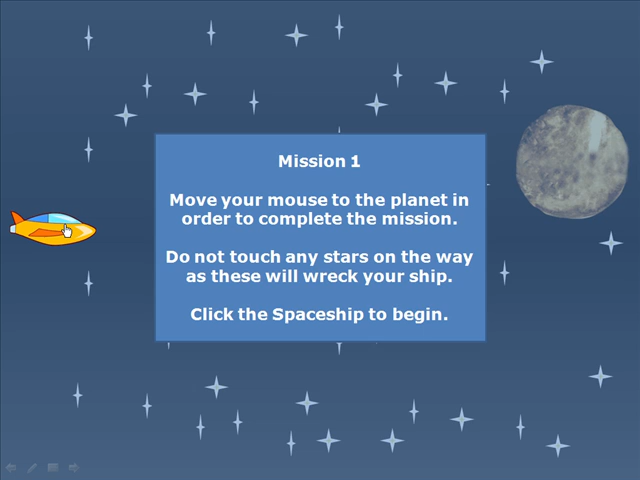 Mission 1
Move your mouse to the planet in
order to complete the mission.
Do not touch any stars on the way
as these will wreck your ship.
Click the Spaceship to begin.